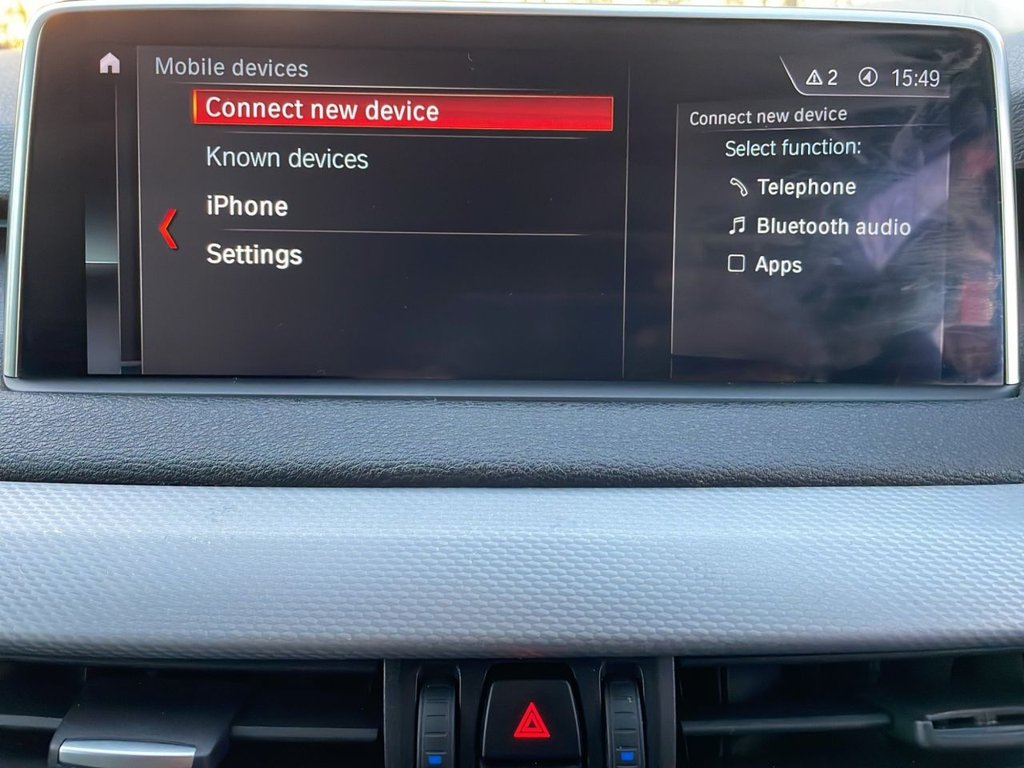 Mobile devices
2 15:49
Connect new device
Known devices
iPhone
Settings
Connect new device
Select function:
Telephone
Bluetooth audio
Apps